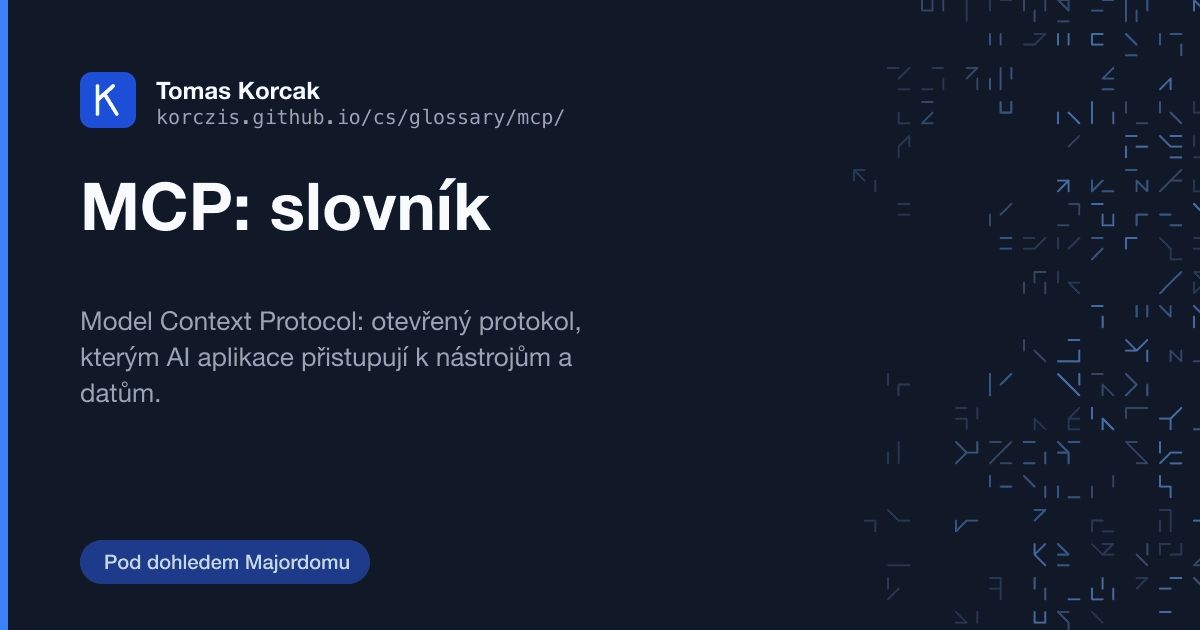 K
Tomas Korcak
korczis.github.io/cs/glossary/mcp/
MCP: slovník
Model Context Protocol: otevřený protokol,
kterým AI aplikace přistupují k nástrojům a
datům.
Pod dohledem Majordomu